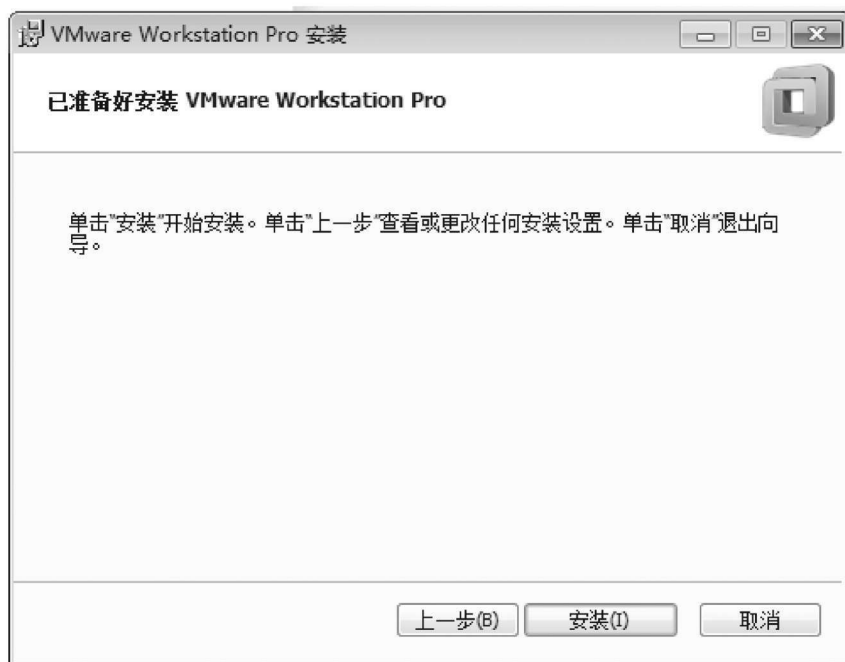 VMware Workstation Pro 安装
已准备好安装 VMware Workstation Pro
单击"安装"开始安装。单击"上一步"查看或更改任何安装设置。单击"取消"退出向
导。
上一步(B) 安装(I) 取消